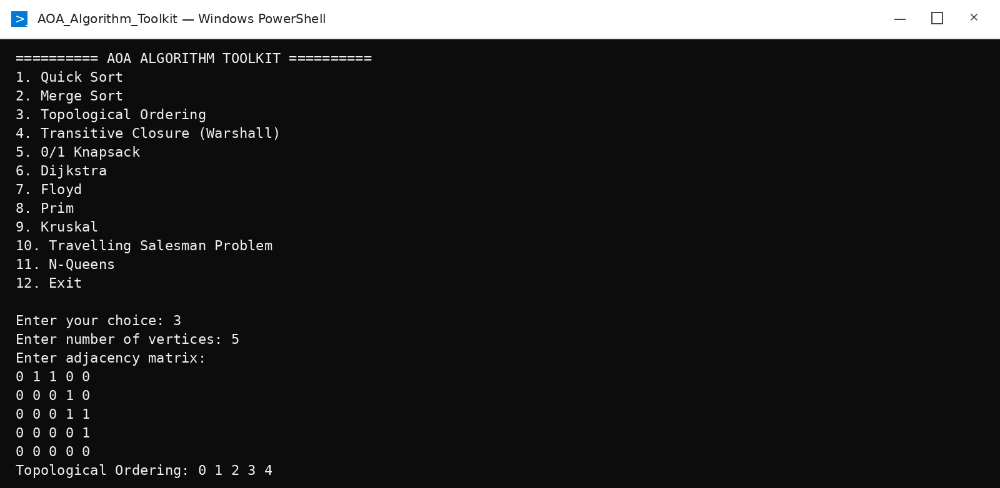 AOA_Algorithm_Toolkit — Windows PowerShell
========== AOA ALGORITHM TOOLKIT ==========
1. Quick Sort
2. Merge Sort
3. Topological Ordering
4. Transitive Closure (Warshall)
5. 0/1 Knapsack
6. Dijkstra
7. Floyd
8. Prim
9. Kruskal
10. Travelling Salesman Problem
11. N-Queens
12. Exit
Enter your choice: 3
Enter number of vertices: 5
Enter adjacency matrix:
0 1 1 0 0
0 0 0 1 0
0 0 0 1 1
0 0 0 0 1
0 0 0 0 0
Topological Ordering: 0 1 2 3 4